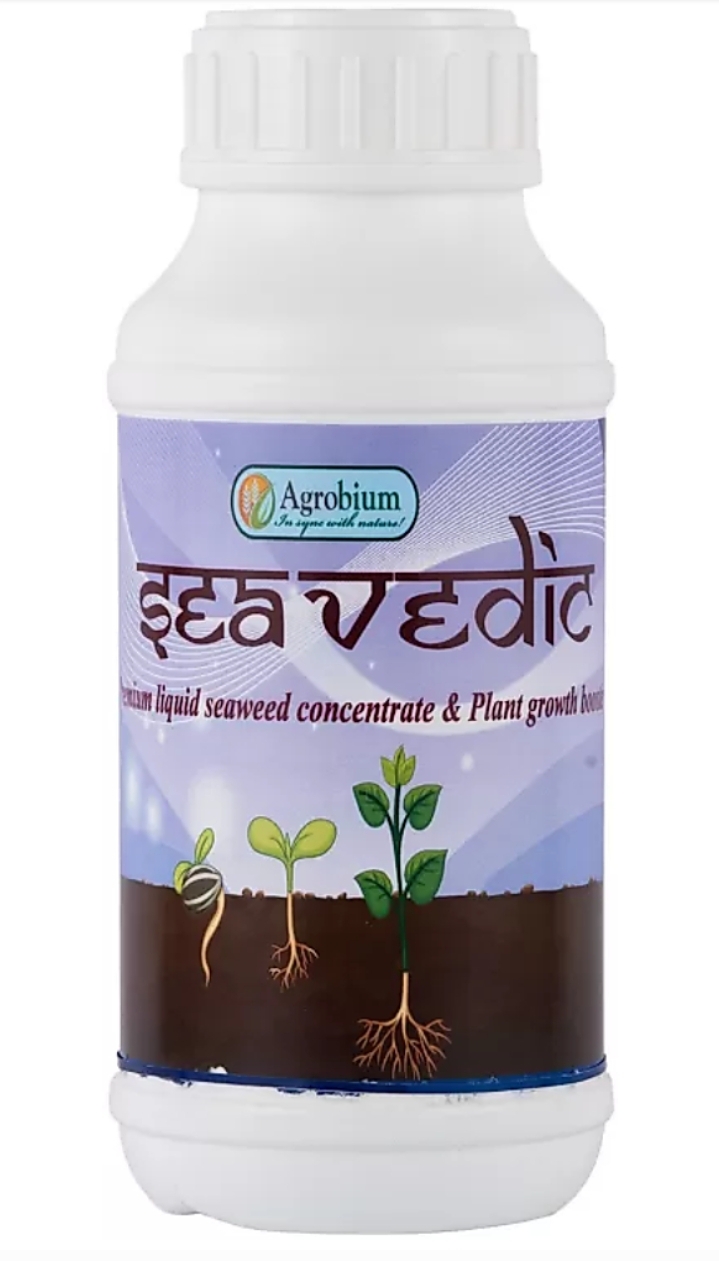 Agrobium
In sync with nature!
sea vedic
liquid seaweed concentrate & Plant growth